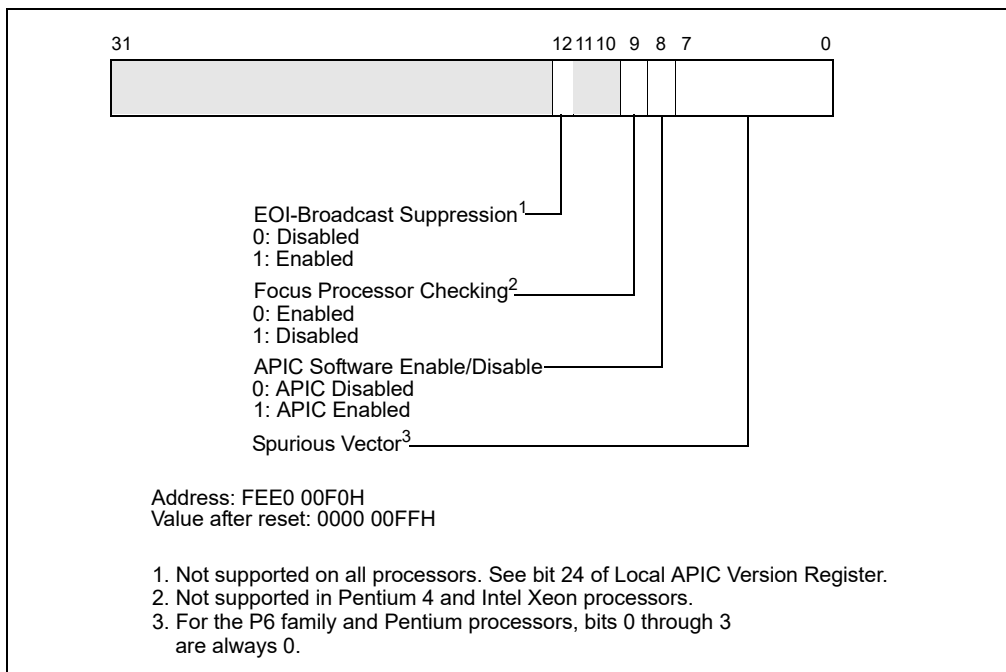 31 12 11 10 9 8 7 0
EOI-Broadcast Suppression1
0: Disabled
1: Enabled
Focus Processor Checking2
0: Enabled
1: Disabled
APIC Software Enable/Disable
0: APIC Disabled
1: APIC Enabled
Spurious Vector3
Address: FEE0 00F0H
Value after reset: 0000 00FFH
1. Not supported on all processors. See bit 24 of Local APIC Version Register.
2. Not supported in Pentium 4 and Intel Xeon processors.
3. For the P6 family and Pentium processors, bits 0 through 3
are always 0.